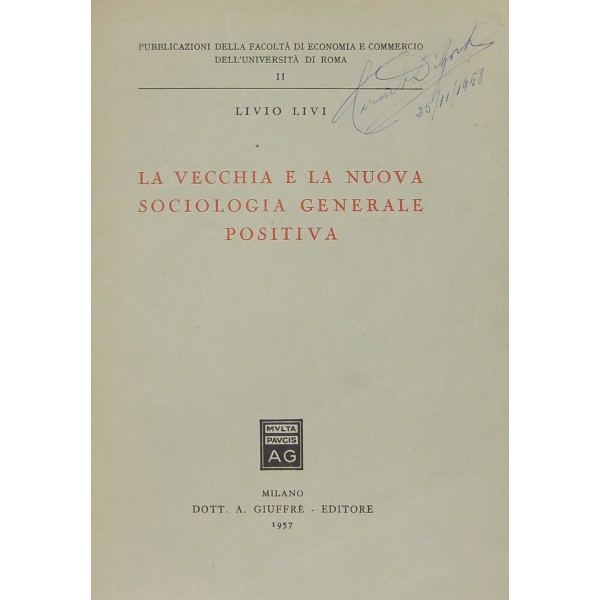 PUBBLICAZIONI DELLA FACOLTÀ DI ECONOMIA E COMMERCIO
DELL'UNIVERSITÀ DI ROMA
II
25/11/1958
LIVIO LIVI
LA VECCHIA E LA NUOVA
SOCIOLOGIA GENERALE
POSITIVA
MVLTA
PAVCIS
AG
MILANO
DOTT. A. GIUFFRÈ - EDITORE
1957